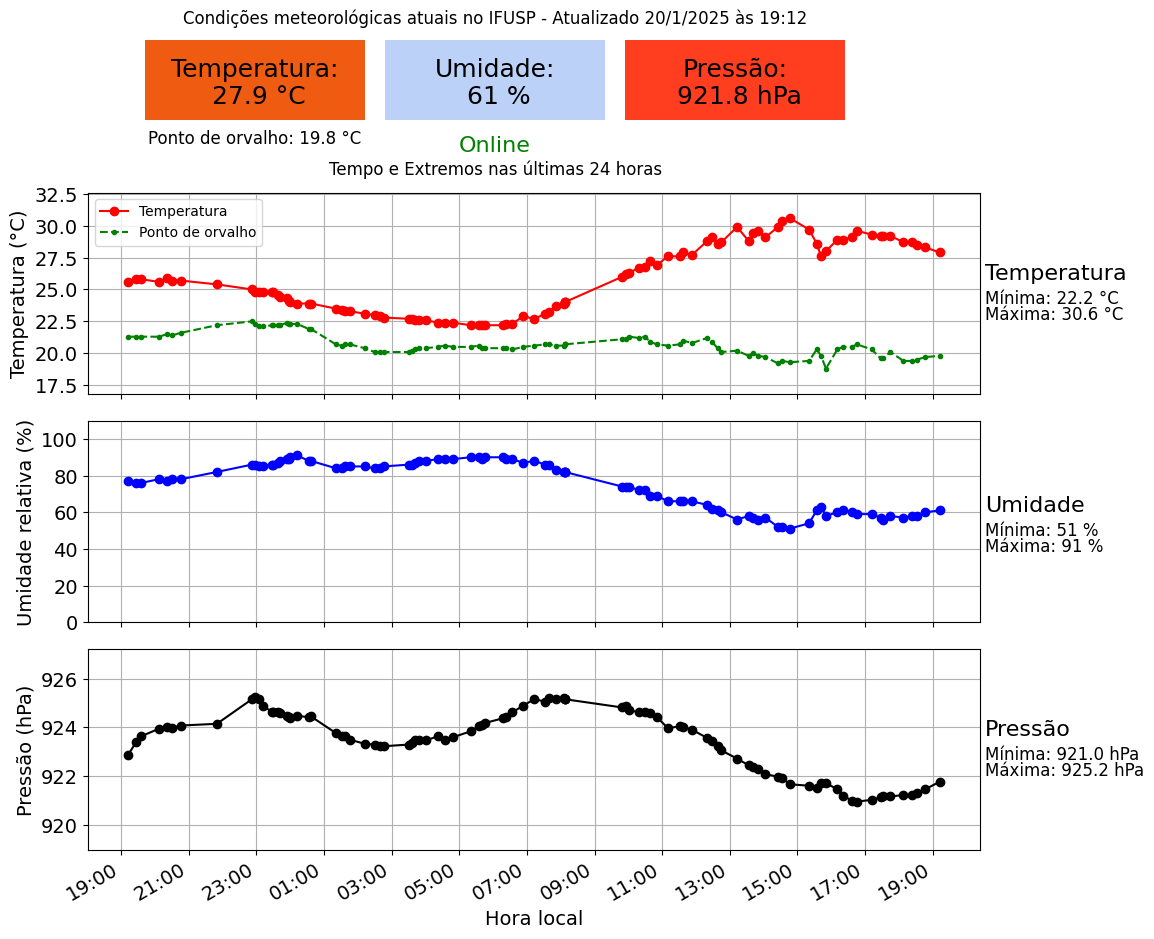 Condições meteorológicas atuais no IFUSP - Atualizado 20/1/2025 às 19:12
Temperatura:
27.9 °C
Umidade:
61 %
Pressão:
921.8 hPa
Ponto de orvalho: 19.8 °C
Online
Tempo e Extremos nas últimas 24 horas
Temperatura (°C)
32.5
30.0
27.5
25.0
22.5
20.0
17.5
Temperatura
Ponto de orvalho
Temperatura
Mínima: 22.2 °C
Máxima: 30.6 °C
Umidade relativa (%)
100
80
60
40
20
0
Umidade
Mínima: 51 %
Máxima: 91 %
Pressão (hPa)
926
924
922
920
Pressão
Mínima: 921.0 hPa
Máxima: 925.2 hPa
19:00 21:00 23:00 01:00 03:00 05:00 07:00 09:00 11:00 13:00 15:00 17:00 19:00
Hora local